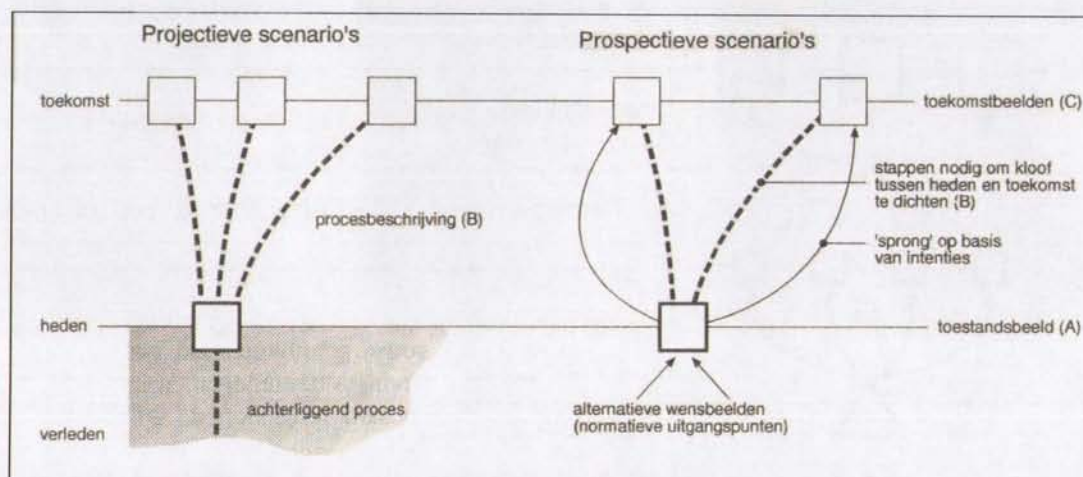 Projectieve scenario's
Prospectieve scenario's
toekomst
toekomstbeelden (C)
stappen nodig om kloof
tussen heden en toekomst
te dichten (B)
procesbeschrijving (B)
'sprong' op basis
van intenties
heden
toestandsbeeld (A)
achterliggend proces
alternatieve wensbeelden
(normatieve uitgangspunten)
verleden